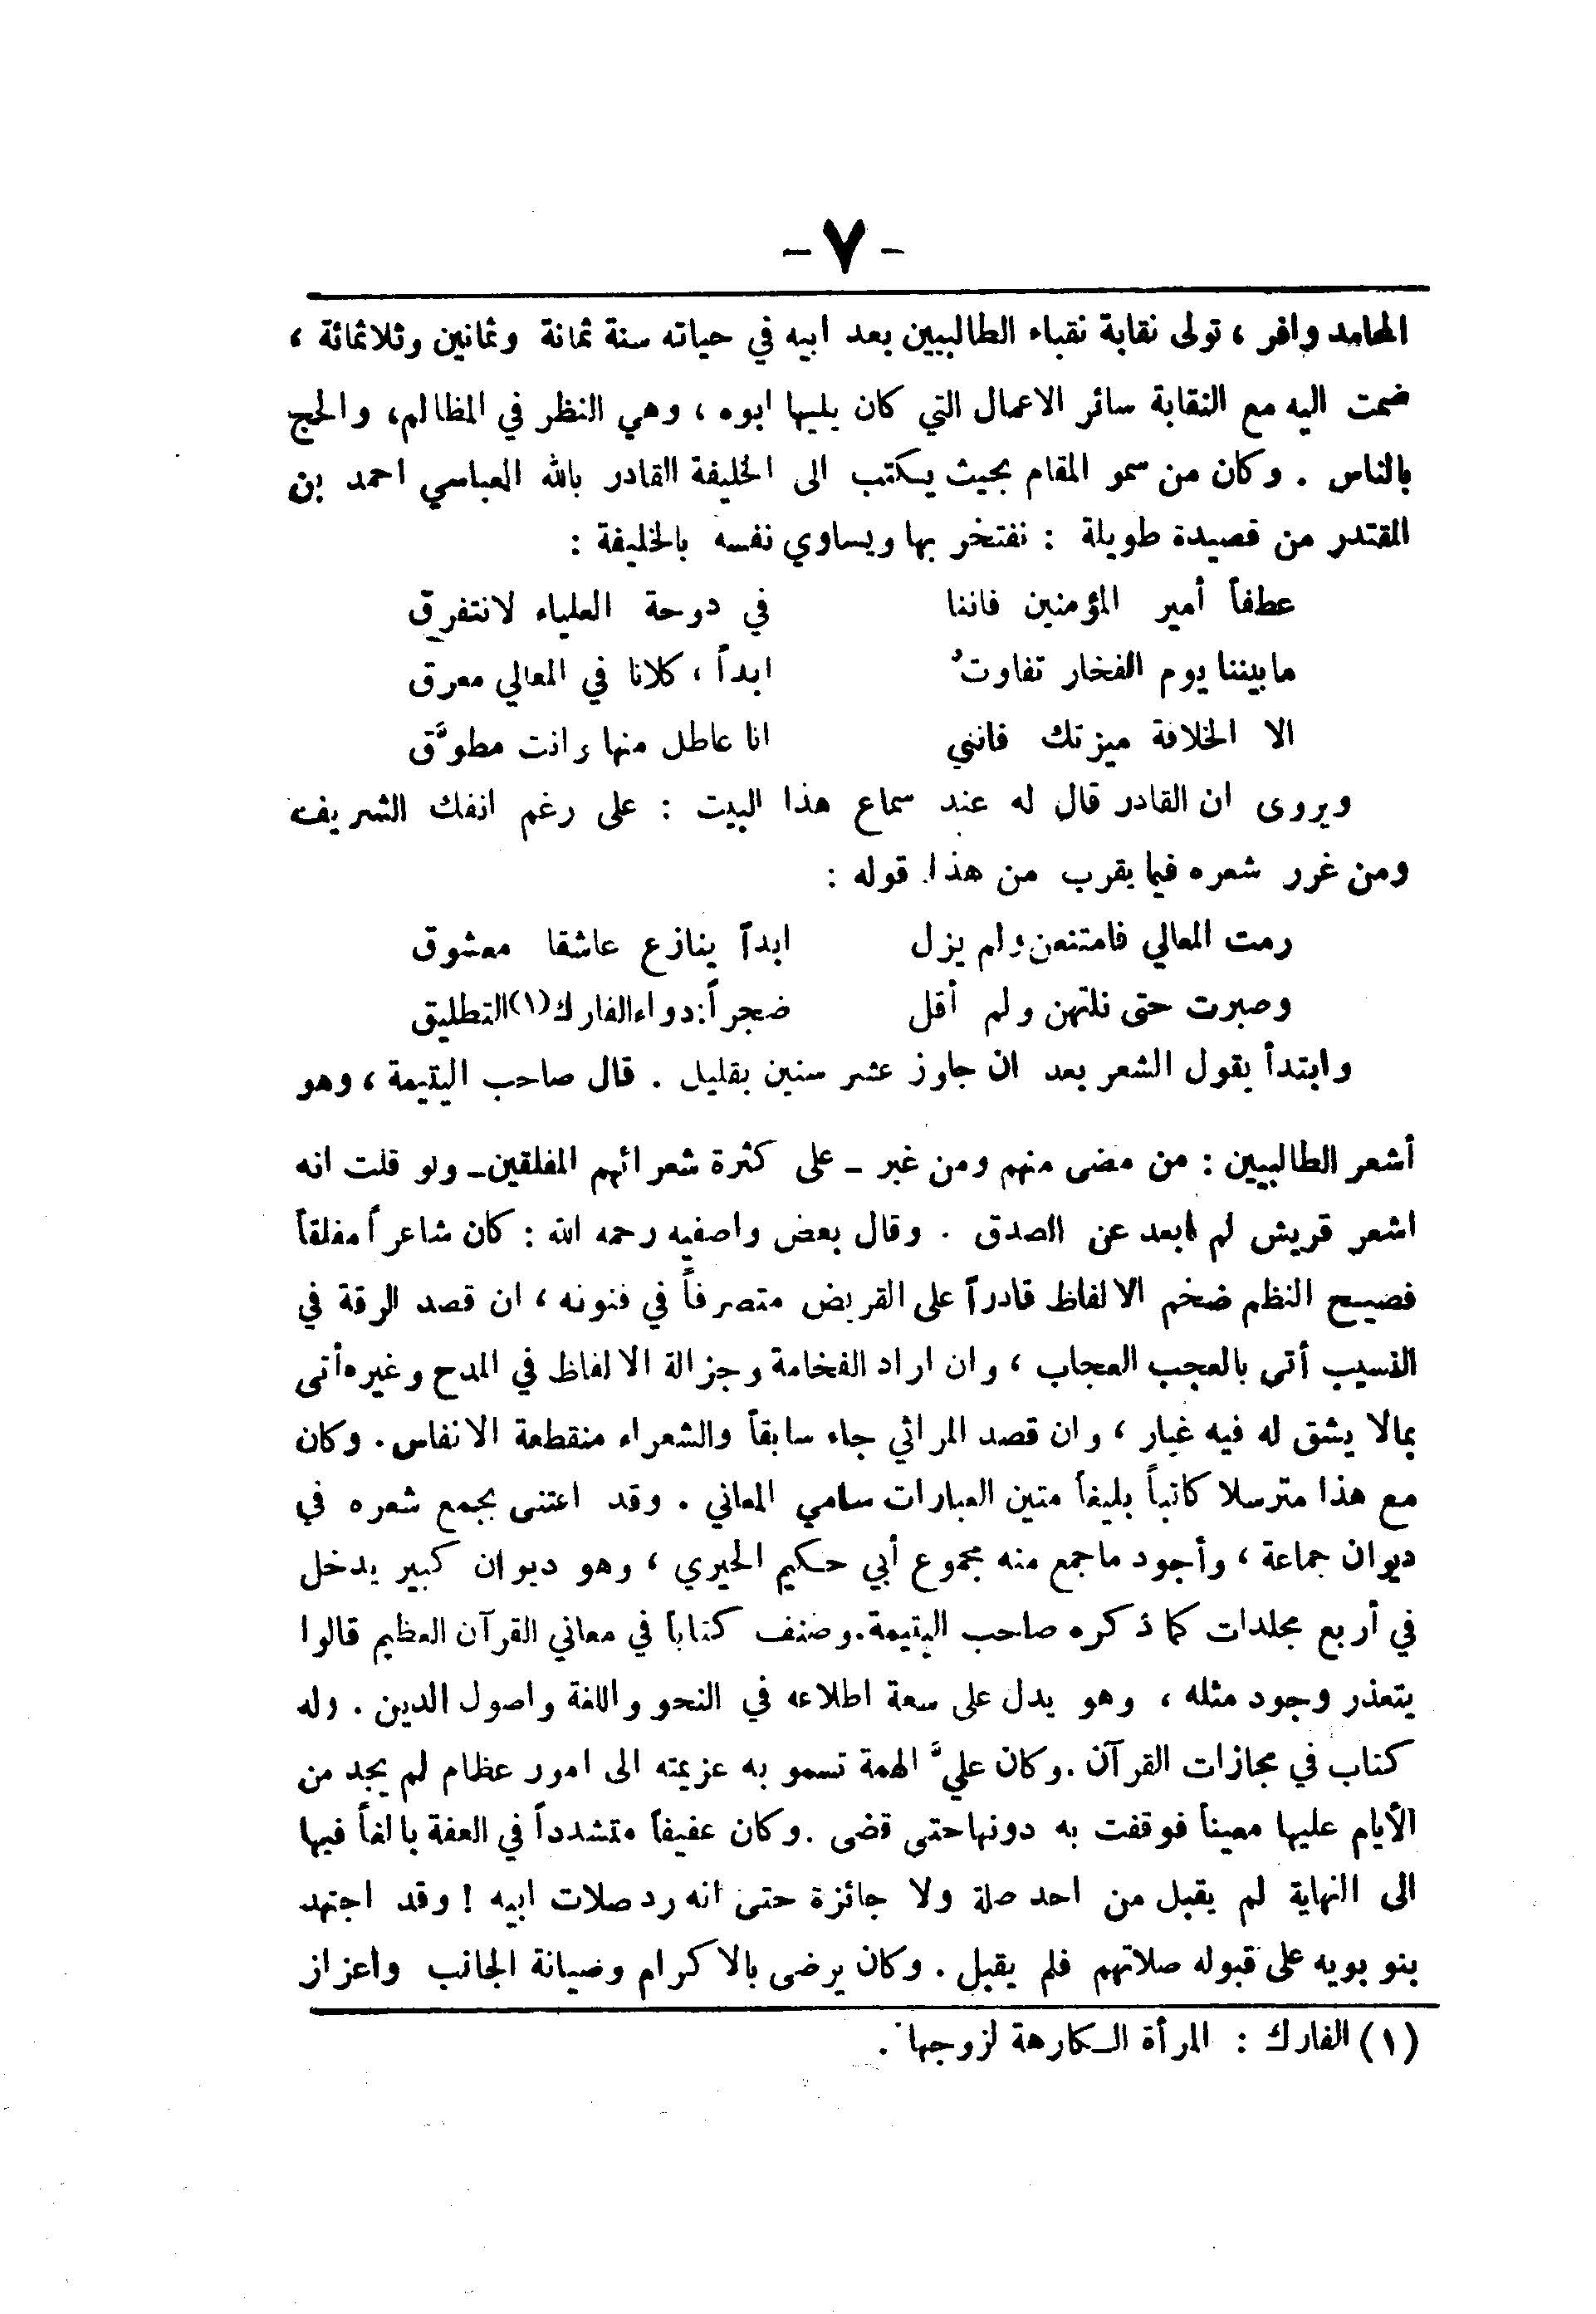 - ٧ -
المحامد وافر ، تولى نقابة نقباء الطالبيين بعد ابيه في حياته سنة ثمانة وثمانين وثلاثمائة ،
ضمت اليه مع النقابة سائر الاعمال التي كان يليها ابوه ، وهي النظر في المظالم، والحج
بالناس . وكان من سمو المقام بحيث يكتب الى الخليفة القادر بالله العباسي احمد بن
المقتدر من قصيدة طويلة : نفتخر بها ويساوي نفسه بالخليفة :
عطفاً أمير المؤمنين فاننا في دوحة العلياء لانتفرق
مابيننا يوم الفخار تفاوتٌ ابداً ، كلانا في المعالي معرق
الا الخلافة ميزتك فانني انا عاطل منها وانت مطوَّق
ويروى ان القادر قال له عند سماع هذا البيت : على رغم انفك الشريف
ومن غرر شعره فيما يقرب من هذا قوله :
رمت المعالي فامتنعن ولم يزل ابداً ينازع عاشقا معشوق
وصبرت حتى نلتهن ولم أقل ضجراً: دواء الفارك (١) التطليق
وابتدأ يقول الشعر بعد ان جاوز عشر سنين بقليل . قال صاحب اليتيمة ، وهو
أشعر الطالبيين : من مضى منهم ومن غبر - على كثرة شعرائهم المفلقين - ولو قلت انه
اشعر قريش لم ابعد عن الصدق . وقال بعض واصفيه رحمه الله : كان شاعراً مفلقاً
فصيح النظم ضخم الالفاظ قادراً على القريض متصرفاً في فنونه ، ان قصد الرقة في
النسيب أتى بالعجب العجاب ، وان اراد الفخامة وجزالة الالفاظ في المدح وغيره أتى
بمالا يشق له فيه غبار ، وان قصد المراثي جاء سابقاً والشعراء منقطعة الانفاس . وكان
مع هذا مترسلا كاتباً بليغاً متين العبارات سامي المعاني . وقد اعتنى بجمع شعره في
ديوان جماعة ، وأجود ماجمع منه مجموع أبي حكيم الحيري ، وهو ديوان كبير يدخل
في أربع مجلدات كما ذكره صاحب اليتيمة. وصنف كتاباً في معاني القرآن العظيم قالوا
يتعذر وجود مثله ، وهو يدل على سعة اطلاعه في النحو واللغة واصول الدين . وله
كتاب في مجازات القرآن . وكان عليَّ الهمة تسمو به عزيمته الى امور عظام لم يجد من
الأيام عليها معيناً فوقفت به دونها حتى قضى . وكان عفيفاً متشدداً في العفة بالغاً فيها
الى النهاية لم يقبل من احد صلة ولا جائزة حتى انه رد صلات ابيه ! وقد اجتهد
بنو بويه على قبوله صلاتهم فلم يقبل . وكان يرضى بالاكرام وصيانة الجانب واعزاز
(١) الفارك : المرأة الكارهة لزوجها .